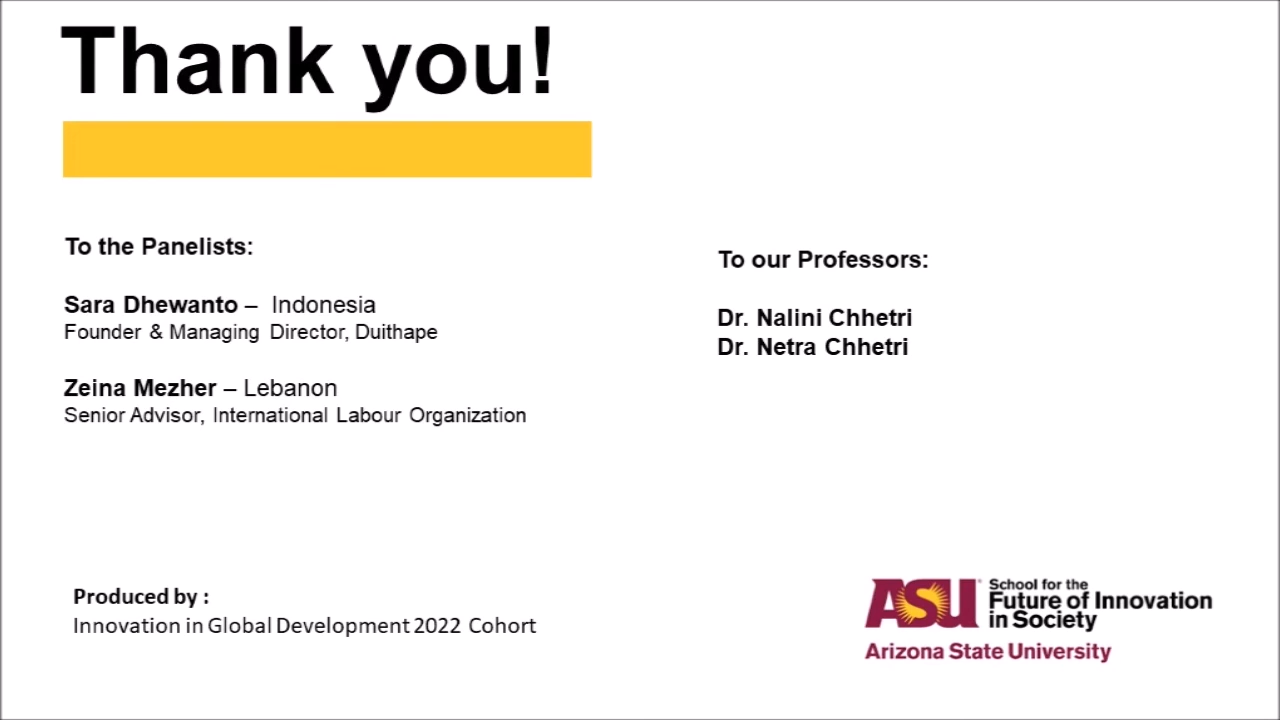 Thank you!
To the Panelists:
Sara Dhewanto – Indonesia
Founder & Managing Director, Duithape
Zeina Mezher – Lebanon
Senior Advisor, International Labour Organization
To our Professors:
Dr. Nalini Chhetri
Dr. Netra Chhetri
Produced by :
Innovation in Global Development 2022 Cohort
ASU
School for the
Future of Innovation
in Society
Arizona State University